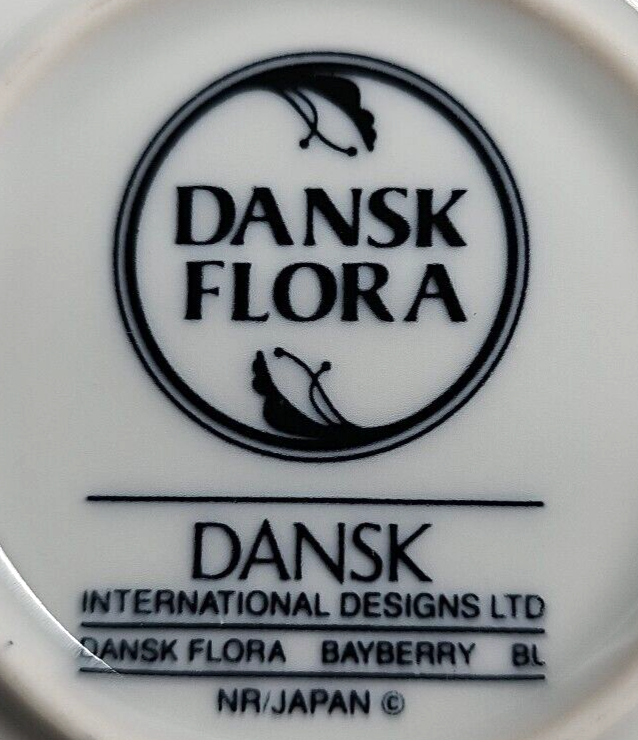 DANSK
FLORA
DANSK
INTERNATIONAL DESIGNS LTD
DANSK FLORA BAYBERRY BL
NR/JAPAN ©